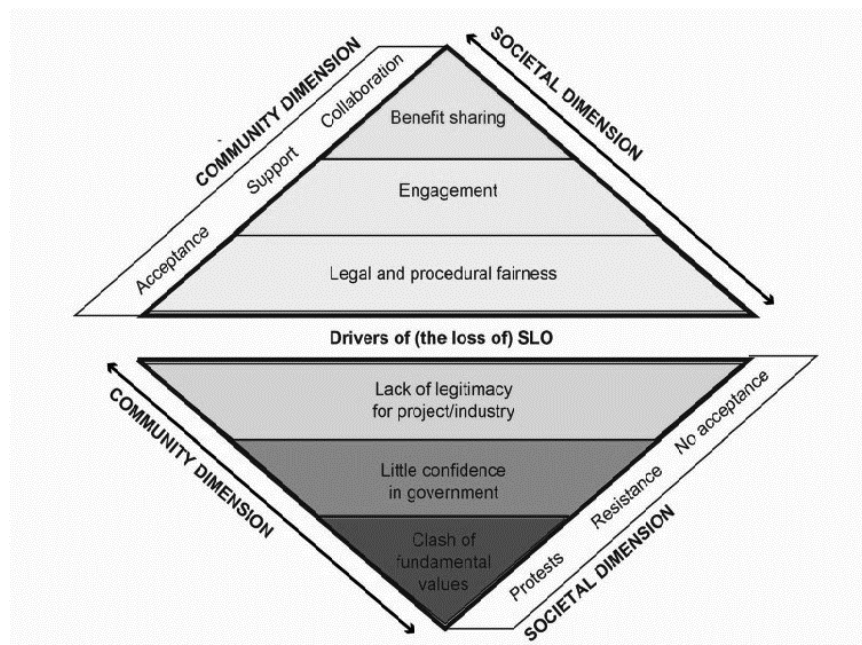 COMMUNITY DIMENSION
SOCIETAL DIMENSION
Collaboration
Support
Acceptance
Benefit sharing
Engagement
Legal and procedural fairness
Drivers of (the loss of) SLO
Lack of legitimacy
for project/industry
Little confidence
in government
Clash of
fundamental
values
COMMUNITY DIMENSION
No acceptance
Resistance
Protests
SOCIETAL DIMENSION